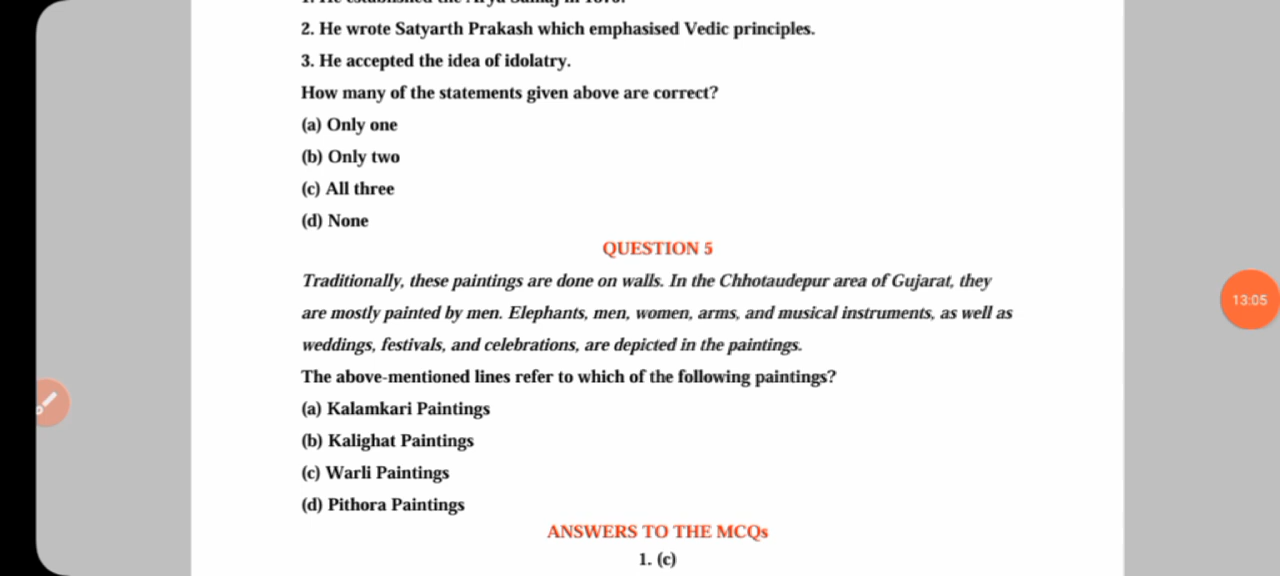 2. He wrote Satyarth Prakash which emphasised Vedic principles.
3. He accepted the idea of idolatry.
How many of the statements given above are correct?
(a) Only one
(b) Only two
(c) All three
(d) None
QUESTION 5
Traditionally, these paintings are done on walls. In the Chhotaudepur area of Gujarat, they
are mostly painted by men. Elephants, men, women, arms, and musical instruments, as well as
weddings, festivals, and celebrations, are depicted in the paintings.
The above-mentioned lines refer to which of the following paintings?
(a) Kalamkari Paintings
(b) Kalighat Paintings
(c) Warli Paintings
(d) Pithora Paintings
ANSWERS TO THE MCQs
1. (c)
13:05